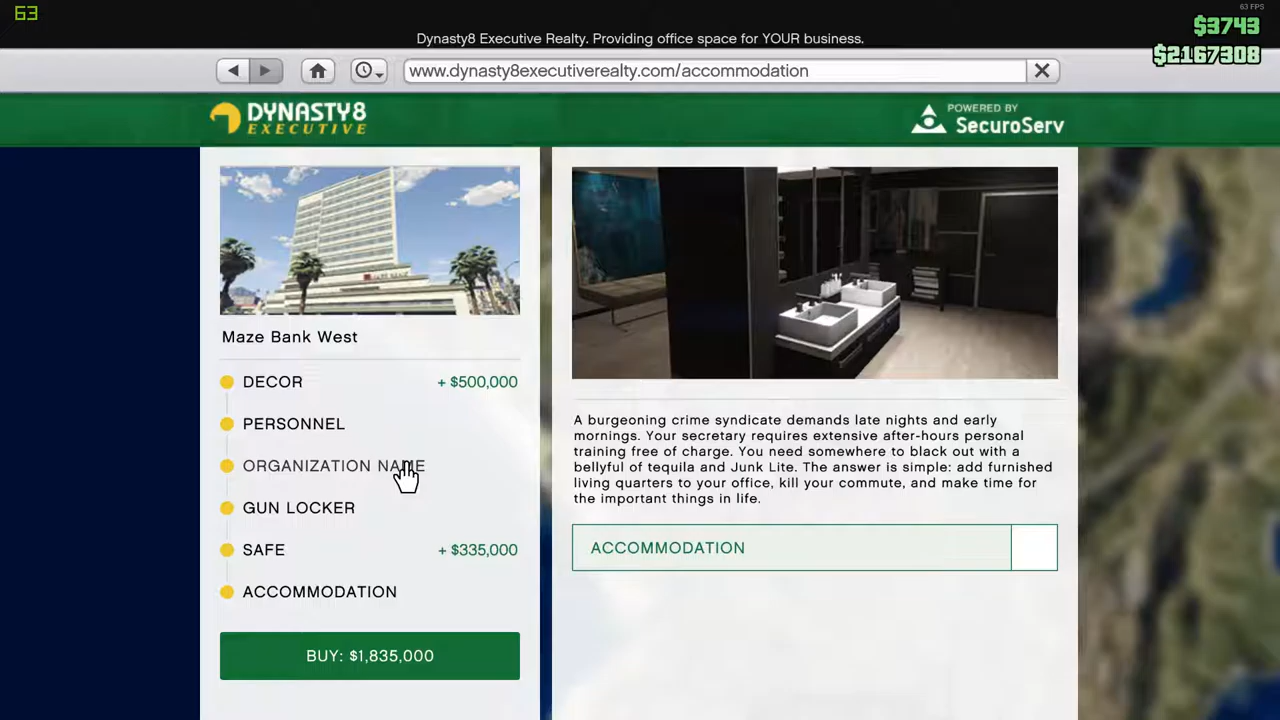 63
63 FPS
$3743
$2167308
Dynasty8 Executive Realty. Providing office space for YOUR business.
www.dynasty8executiverealty.com/accommodation
DYNASTY8
EXECUTIVE
POWERED BY
SecuroServ
MAZE BANK
Maze Bank West
DECOR + $500,000
PERSONNEL
ORGANIZATION NAME
GUN LOCKER
SAFE + $335,000
ACCOMMODATION
BUY: $1,835,000
A burgeoning crime syndicate demands late nights and early
mornings. Your secretary requires extensive after-hours personal
training free of charge. You need somewhere to black out with a
bellyful of tequila and Junk Lite. The answer is simple: add furnished
living quarters to your office, kill your commute, and make time for
the important things in life.
ACCOMMODATION